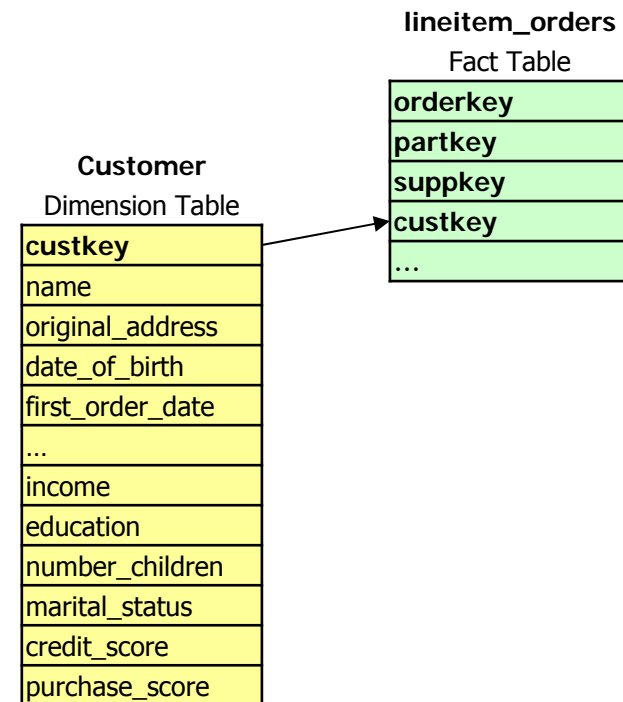 lineitem_orders
Fact Table
orderkey
partkey
suppkey
custkey
...
Customer
Dimension Table
custkey
name
original_address
date_of_birth
first_order_date
...
income
education
number_children
marital_status
credit_score
purchase_score